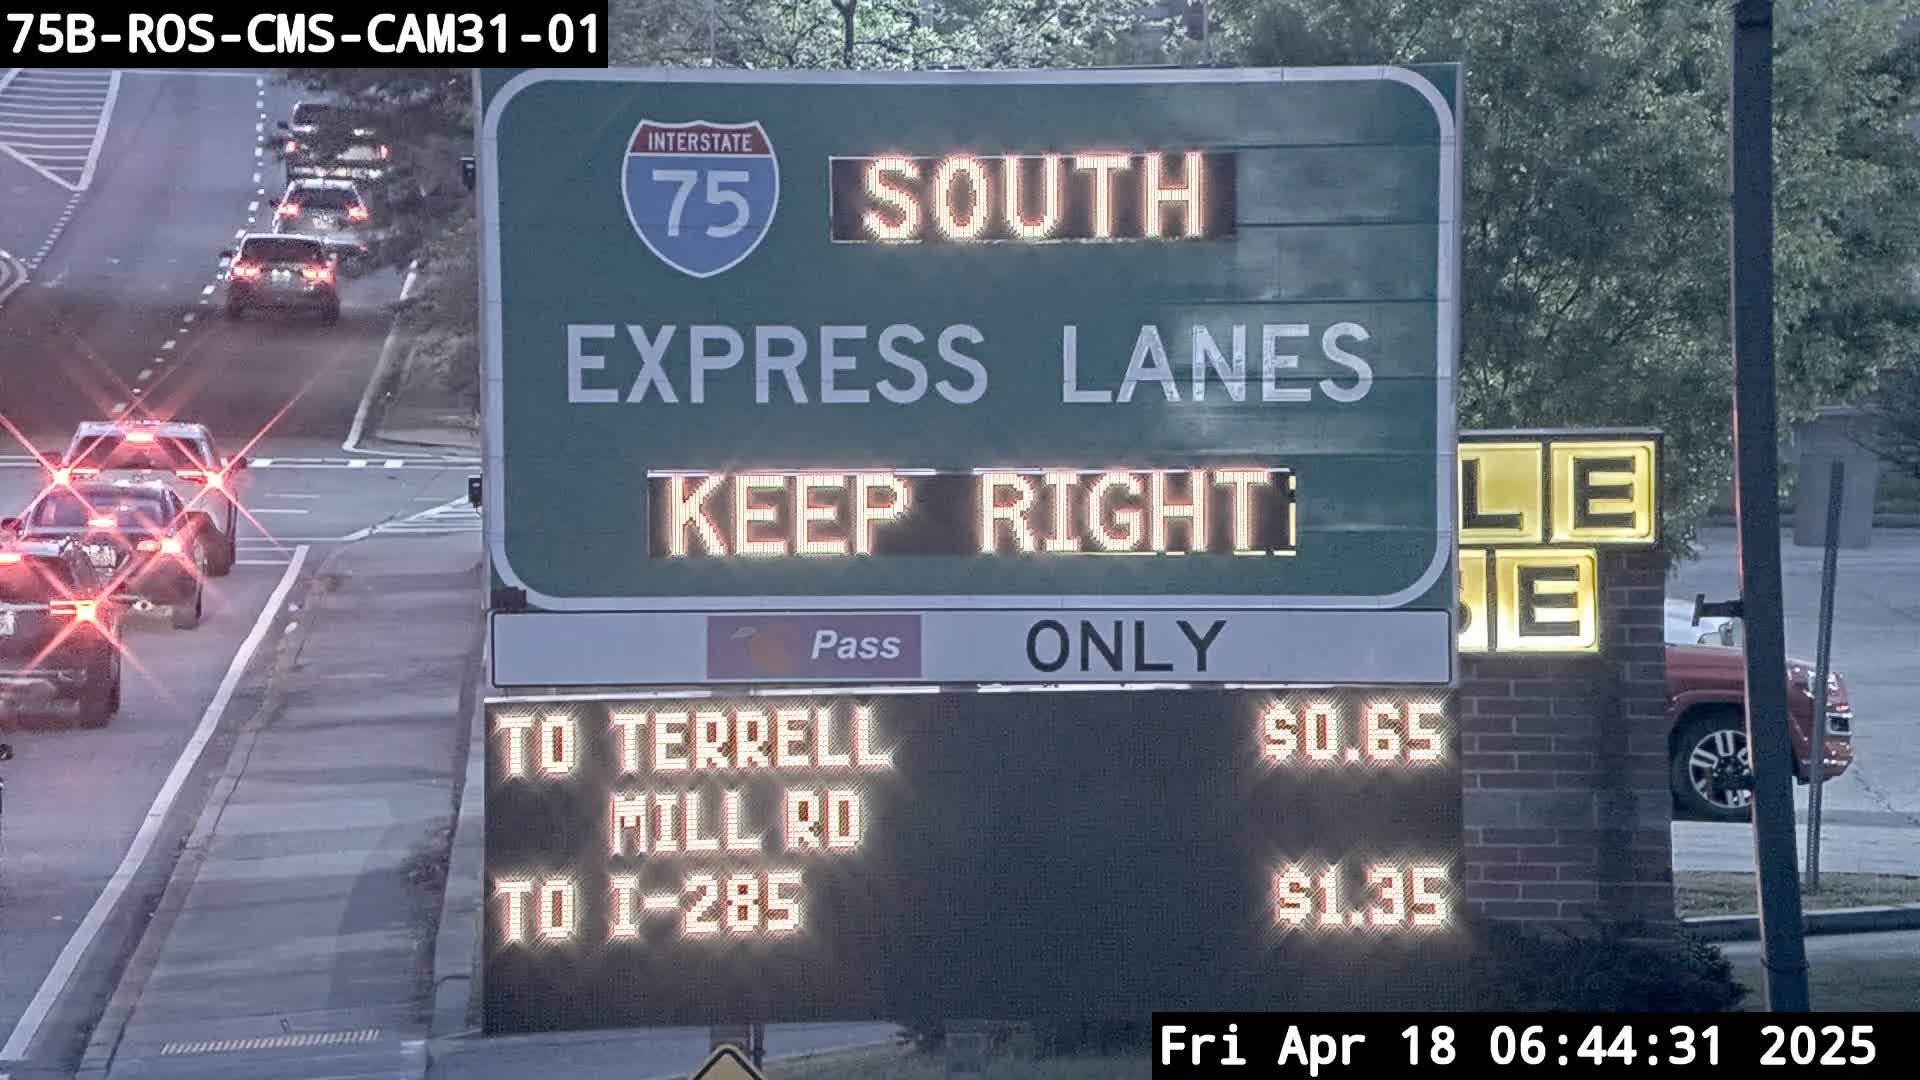 75B-ROS-CMS-CAM31-01
INTERSTATE
75
SOUTH
EXPRESS LANES
KEEP RIGHT
Pass ONLY
TO TERRELL $0.65
MILL RD
TO I-285 $1.35
LE
E
Fri Apr 18 06:44:31 2025